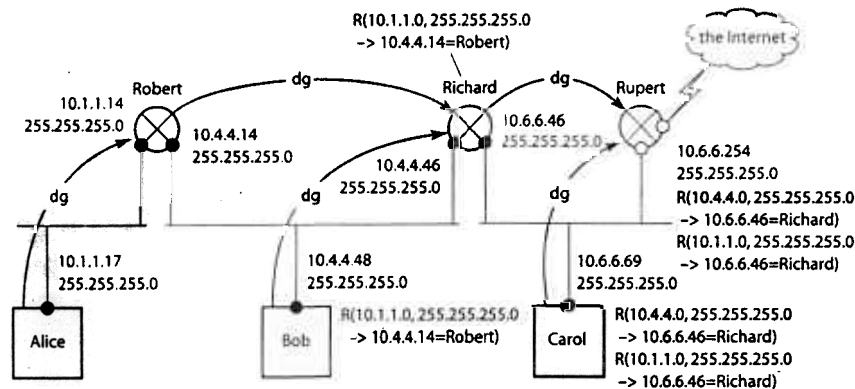 R(10.1.1.0, 255.255.255.0
–> 10.4.4.14=Robert)
the Internet
Robert
dg
Richard
dg
Rupert
10.1.1.14
255.255.255.0
10.4.4.14
255.255.255.0
10.6.6.46
255.255.255.0
10.4.4.46
255.255.255.0
10.6.6.254
255.255.255.0
R(10.4.4.0, 255.255.255.0
–> 10.6.6.46=Richard)
R(10.1.1.0, 255.255.255.0
–> 10.6.6.46=Richard)
dg
dg
dg
10.1.1.17
255.255.255.0
10.4.4.48
255.255.255.0
10.6.6.69
255.255.255.0
Alice
Bob
R(10.1.1.0, 255.255.255.0
–> 10.4.4.14=Robert)
Carol
R(10.4.4.0, 255.255.255.0
–> 10.6.6.46=Richard)
R(10.1.1.0, 255.255.255.0
–> 10.6.6.46=Richard)